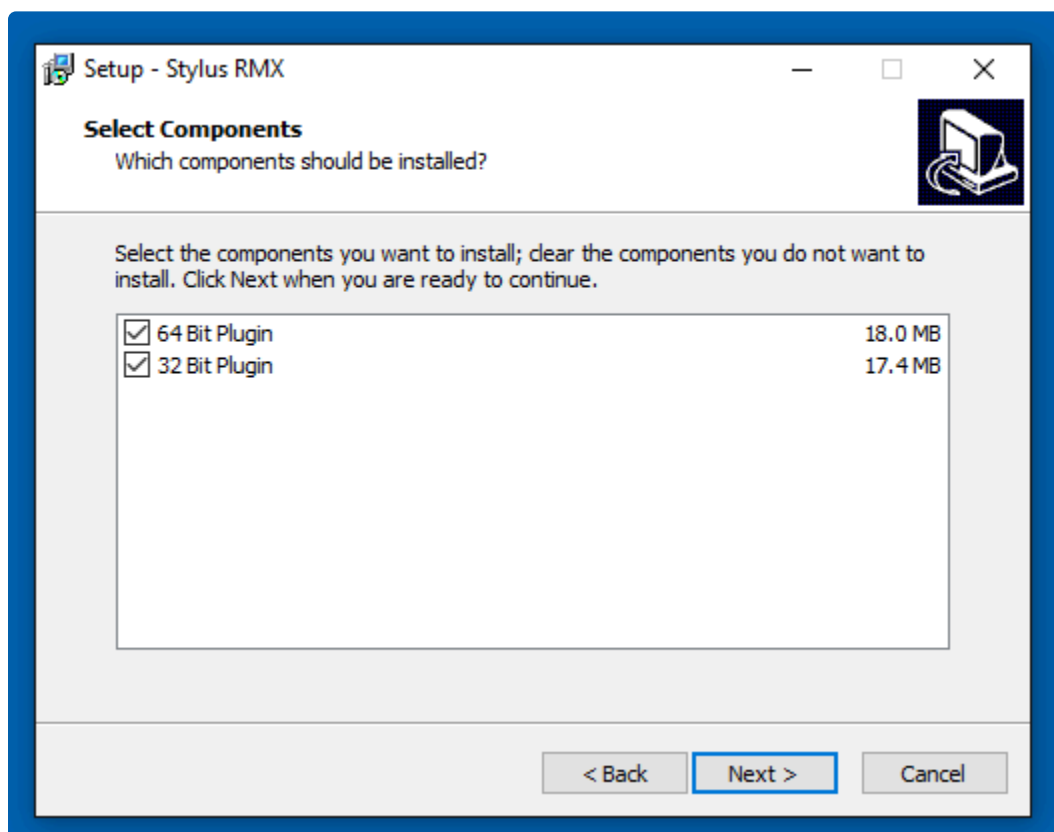 Setup - Stylus RMX
Select Components
Which components should be installed?
Select the components you want to install; clear the components you do not want to
install. Click Next when you are ready to continue.
64 Bit Plugin 18.0 MB
32 Bit Plugin 17.4 MB
< Back Next > Cancel